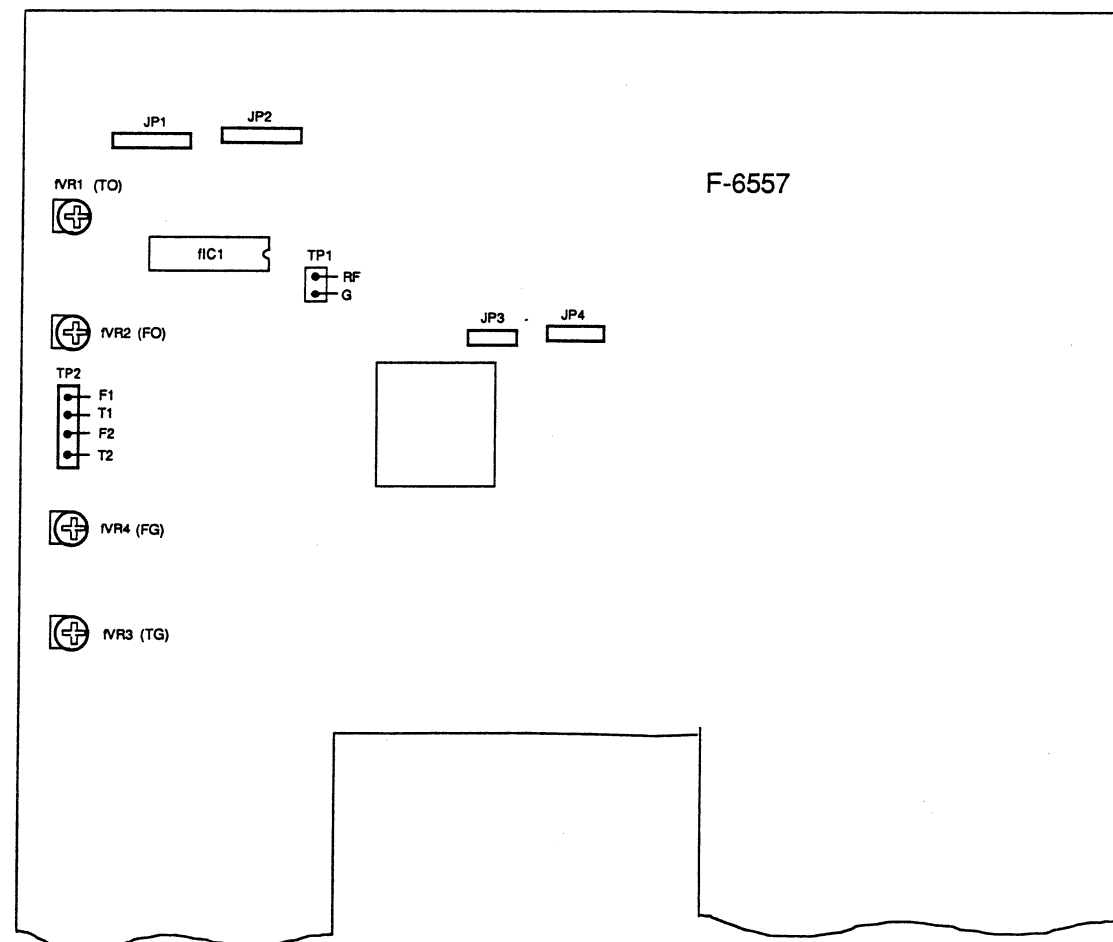 JP1 JP2
fVR1 (TO)
F-6557
fIC1
TP1
RF
G
fVR2 (FO)
JP3 JP4
TP2
F1
T1
F2
T2
fVR4 (FG)
fVR3 (TG)